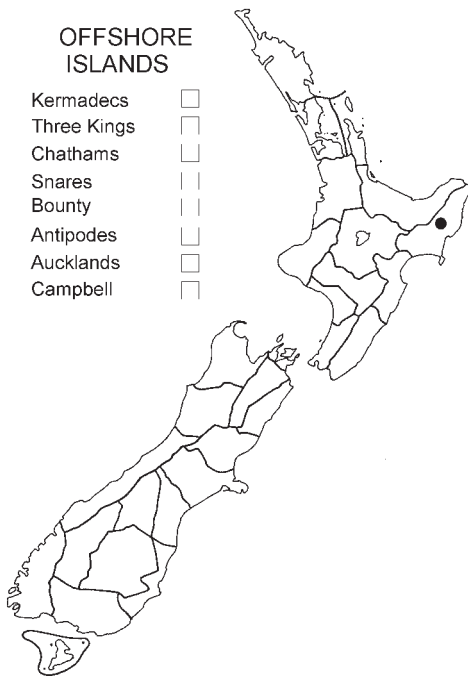 OFFSHORE
ISLANDS
Kermadecs
Three Kings
Chathams
Snares
Bounty
Antipodes
Aucklands
Campbell